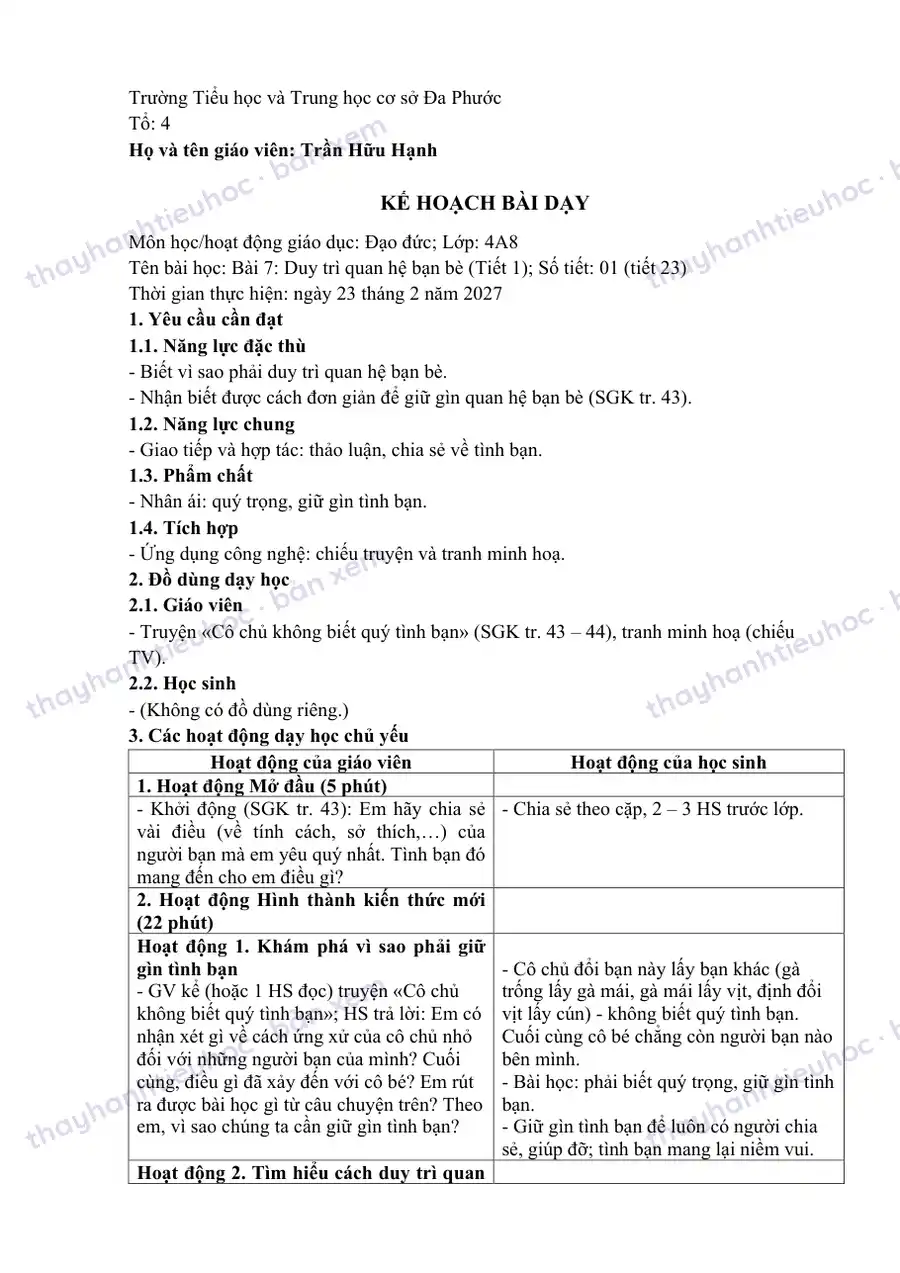 Trường Tiểu học và Trung học cơ sở Đa Phước
Tổ: 4
Họ và tên giáo viên: Trần Hữu Hạnh
KẾ HOẠCH BÀI DẠY
Môn học/hoạt động giáo dục: Đạo đức; Lớp: 4A8
Tên bài học: Bài 7: Duy trì quan hệ bạn bè (Tiết 1); Số tiết: 01 (tiết 23)
Thời gian thực hiện: ngày 23 tháng 2 năm 2027
1. Yêu cầu cần đạt
1.1. Năng lực đặc thù
- Biết vì sao phải duy trì quan hệ bạn bè.
- Nhận biết được cách đơn giản để giữ gìn quan hệ bạn bè (SGK tr. 43).
1.2. Năng lực chung
- Giao tiếp và hợp tác: thảo luận, chia sẻ về tình bạn.
1.3. Phẩm chất
- Nhân ái: quý trọng, giữ gìn tình bạn.
1.4. Tích hợp
- Ứng dụng công nghệ: chiếu truyện và tranh minh hoạ.
2. Đồ dùng dạy học
2.1. Giáo viên
- Truyện «Cô chủ không biết quý tình bạn» (SGK tr. 43 – 44), tranh minh hoạ (chiếu
TV).
2.2. Học sinh
- (Không có đồ dùng riêng.)
3. Các hoạt động dạy học chủ yếu
Hoạt động của giáo viên
Hoạt động của học sinh
1. Hoạt động Mở đầu (5 phút)
- Khởi động (SGK tr. 43): Em hãy chia sẻ
vài điều (về tính cách, sở thích,…) của
người bạn mà em yêu quý nhất. Tình bạn đó
mang đến cho em điều gì?
- Chia sẻ theo cặp, 2 – 3 HS trước lớp.
2. Hoạt động Hình thành kiến thức mới
(22 phút)
Hoạt động 1. Khám phá vì sao phải giữ
gìn tình bạn
- GV kể (hoặc 1 HS đọc) truyện «Cô chủ
không biết quý tình bạn»; HS trả lời: Em có
nhận xét gì về cách ứng xử của cô chủ nhỏ
đối với những người bạn của mình? Cuối
cùng, điều gì đã xảy đến với cô bé? Em rút
ra được bài học gì từ câu chuyện trên? Theo
em, vì sao chúng ta cần giữ gìn tình bạn?
- Cô chủ đổi bạn này lấy bạn khác (gà
trống lấy gà mái, gà mái lấy vịt, định đổi
vịt lấy cún) - không biết quý tình bạn.
Cuối cùng cô bé chẳng còn người bạn nào
bên mình.
- Bài học: phải biết quý trọng, giữ gìn tình
bạn.
- Giữ gìn tình bạn để luôn có người chia
sẻ, giúp đỡ; tình bạn mang lại niềm vui.
Hoạt động 2. Tìm hiểu cách duy trì quan
thayhanhtieuhoc · bản xem
thayhanhtieuhoc · b
thayhanhtieuhoc · bản xem
thayhanhtieuhoc · b
thayhanhtieuhoc · bản xem
thayhanhtieuhoc · b